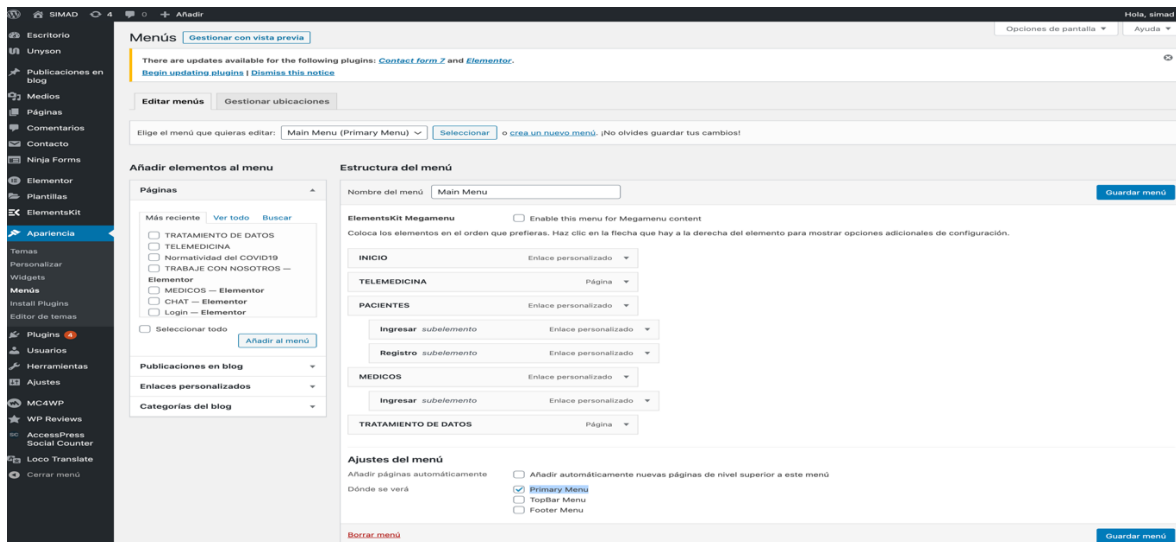 SIMAD 4 0 + Añadir Hola, simad
Escritorio
Unyson
Publicaciones en
blog
Medios
Páginas
Comentarios
Contacto
Ninja Forms
Elementor
Plantillas
ElementsKit
Apariencia
Temas
Personalizar
Widgets
Menús
Install Plugins
Editor de temas
Plugins 4
Usuarios
Herramientas
Ajustes
MC4WP
WP Reviews
SC AccessPress
Social Counter
Loco Translate
Cerrar menú
Opciones de pantalla Ayuda
Menús Gestionar con vista previa
There are updates available for the following plugins: Contact form 7 and Elementor.
Begin updating plugins | Dismiss this notice
Editar menús Gestionar ubicaciones
Elige el menú que quieras editar: Main Menu (Primary Menu) Seleccionar o crea un nuevo menú. ¡No olvides guardar tus cambios!
Añadir elementos al menu
Páginas
Más reciente Ver todo Buscar
TRATAMIENTO DE DATOS
TELEMEDICINA
Normatividad del COVID19
TRABAJE CON NOSOTROS —
Elementor
MEDICOS — Elementor
CHAT — Elementor
Login — Elementor
Seleccionar todo
Añadir al menú
Publicaciones en blog
Enlaces personalizados
Categorías del blog
Estructura del menú
Nombre del menú Main Menu Guardar menú
ElementsKit Megamenu Enable this menu for Megamenu content
Coloca los elementos en el orden que prefieras. Haz clic en la flecha que hay a la derecha del elemento para mostrar opciones adicionales de configuración.
INICIO Enlace personalizado
TELEMEDICINA Página
PACIENTES Enlace personalizado
Ingresar subelemento Enlace personalizado
Registro subelemento Enlace personalizado
MEDICOS Enlace personalizado
Ingresar subelemento Enlace personalizado
TRATAMIENTO DE DATOS Página
Ajustes del menú
Añadir páginas automáticamente Añadir automáticamente nuevas páginas de nivel superior a este menú
Dónde se verá Primary Menu
TopBar Menu
Footer Menu
Borrar menú Guardar menú